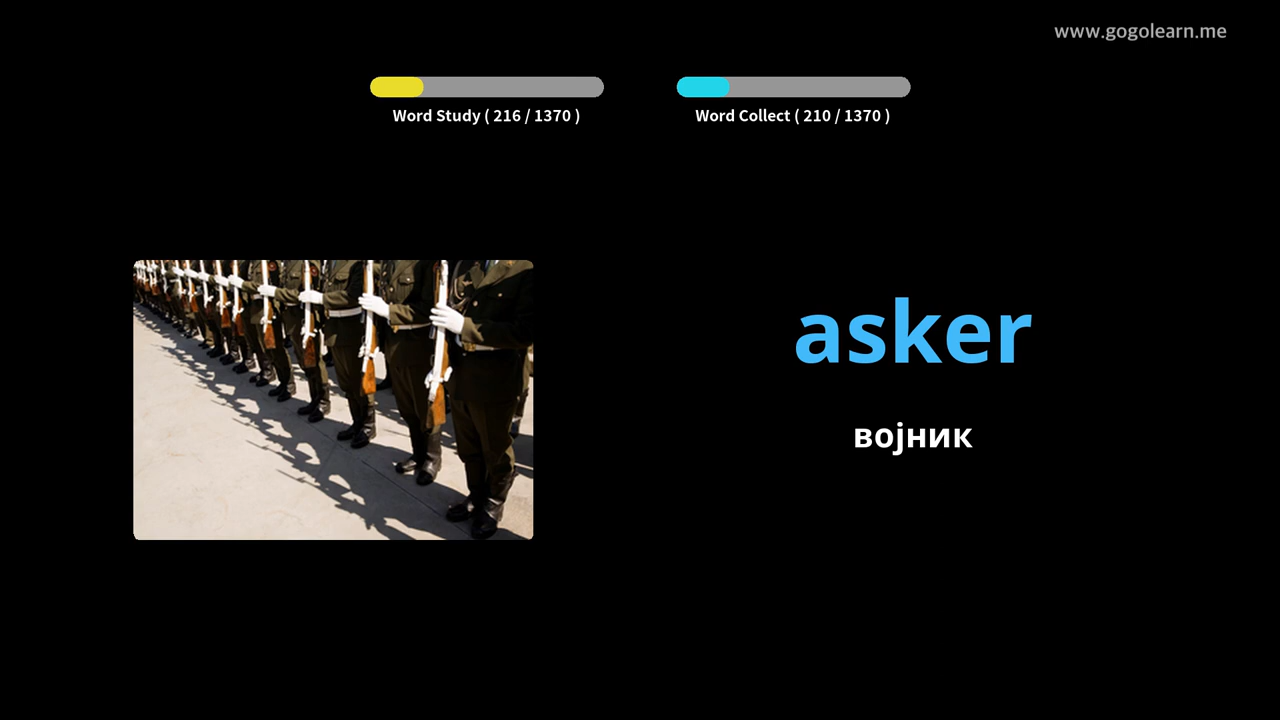 www.gogolearn.me
Word Study ( 216 / 1370 )
Word Collect ( 210 / 1370 )
asker
војник